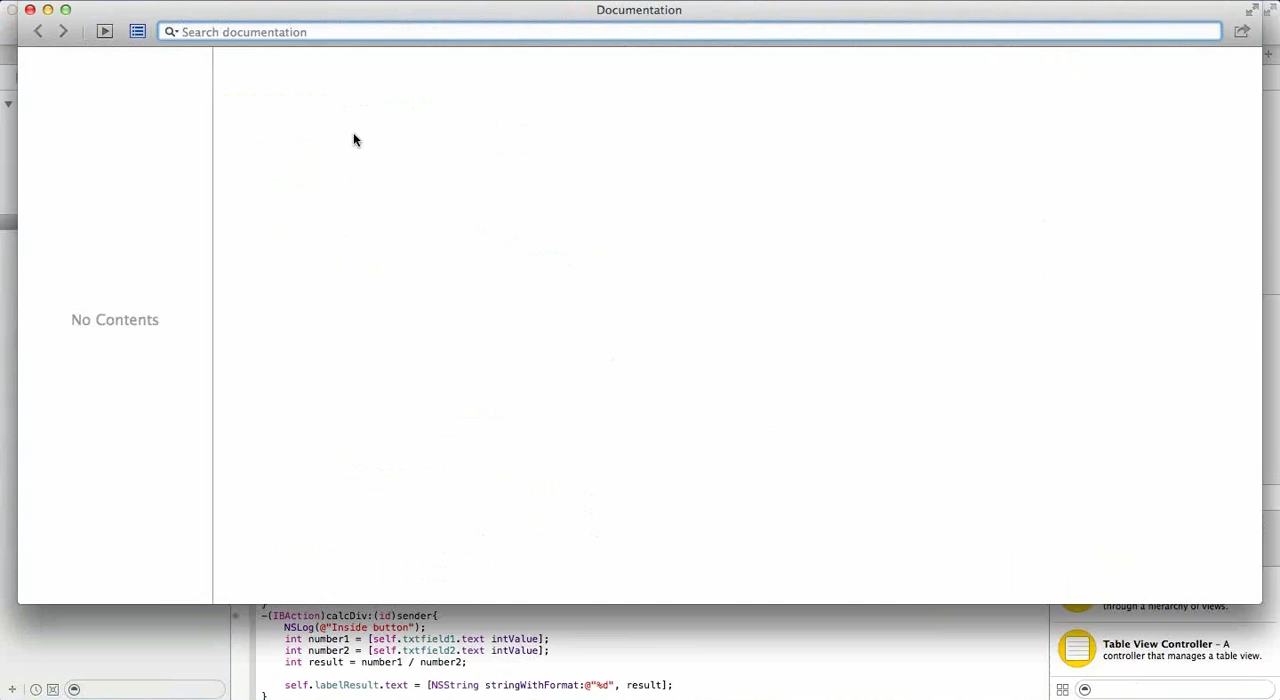 Documentation
Search documentation
No Contents
-(IBAction)calcDiv:(id)sender{
NSLog(@"Inside button");
int number1 = [self.txtfield1.text intValue];
int number2 = [self.txtfield2.text intValue];
int result = number1 / number2;
self.labelResult.text = [NSString stringWithFormat:@"%d", result];
}
through a hierarchy of views.
Table View Controller - A
controller that manages a table view.